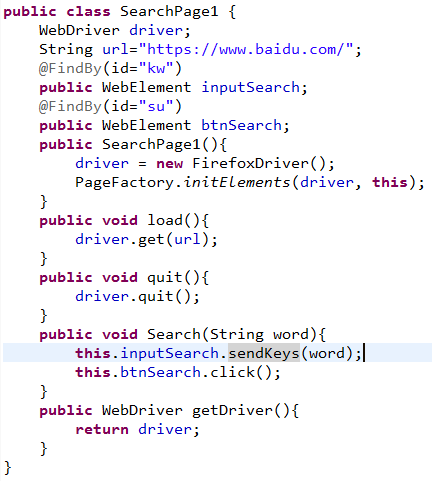 public class SearchPage1 {
    WebDriver driver;
    String url="https://www.baidu.com/";
    @FindBy(id="kw")
    public WebElement inputSearch;
    @FindBy(id="su")
    public WebElement btnSearch;
    public SearchPage1(){
        driver = new FirefoxDriver();
        PageFactory.initElements(driver, this);
    }
    public void load(){
        driver.get(url);
    }
    public void quit(){
        driver.quit();
    }
    public void Search(String word){
        this.inputSearch.sendKeys(word);
        this.btnSearch.click();
    }
    public WebDriver getDriver(){
        return driver;
    }
}